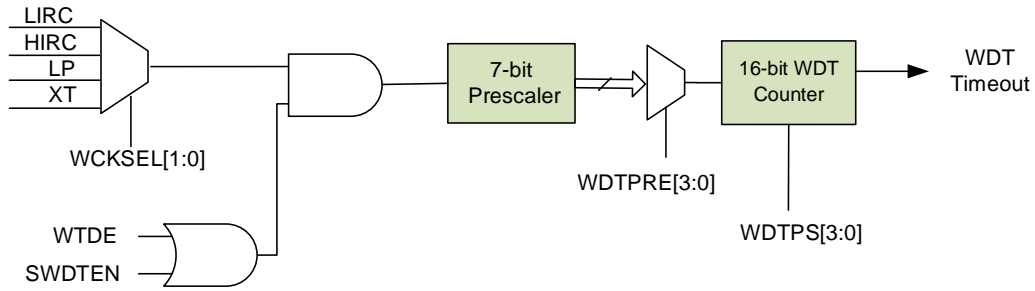 LIRC
HIRC
LP
XT
WCKSEL[1:0]
WTDE
SWDTEN
7-bit
Prescaler
WDTPRE[3:0]
16-bit WDT
Counter
WDTPS[3:0]
WDT
Timeout